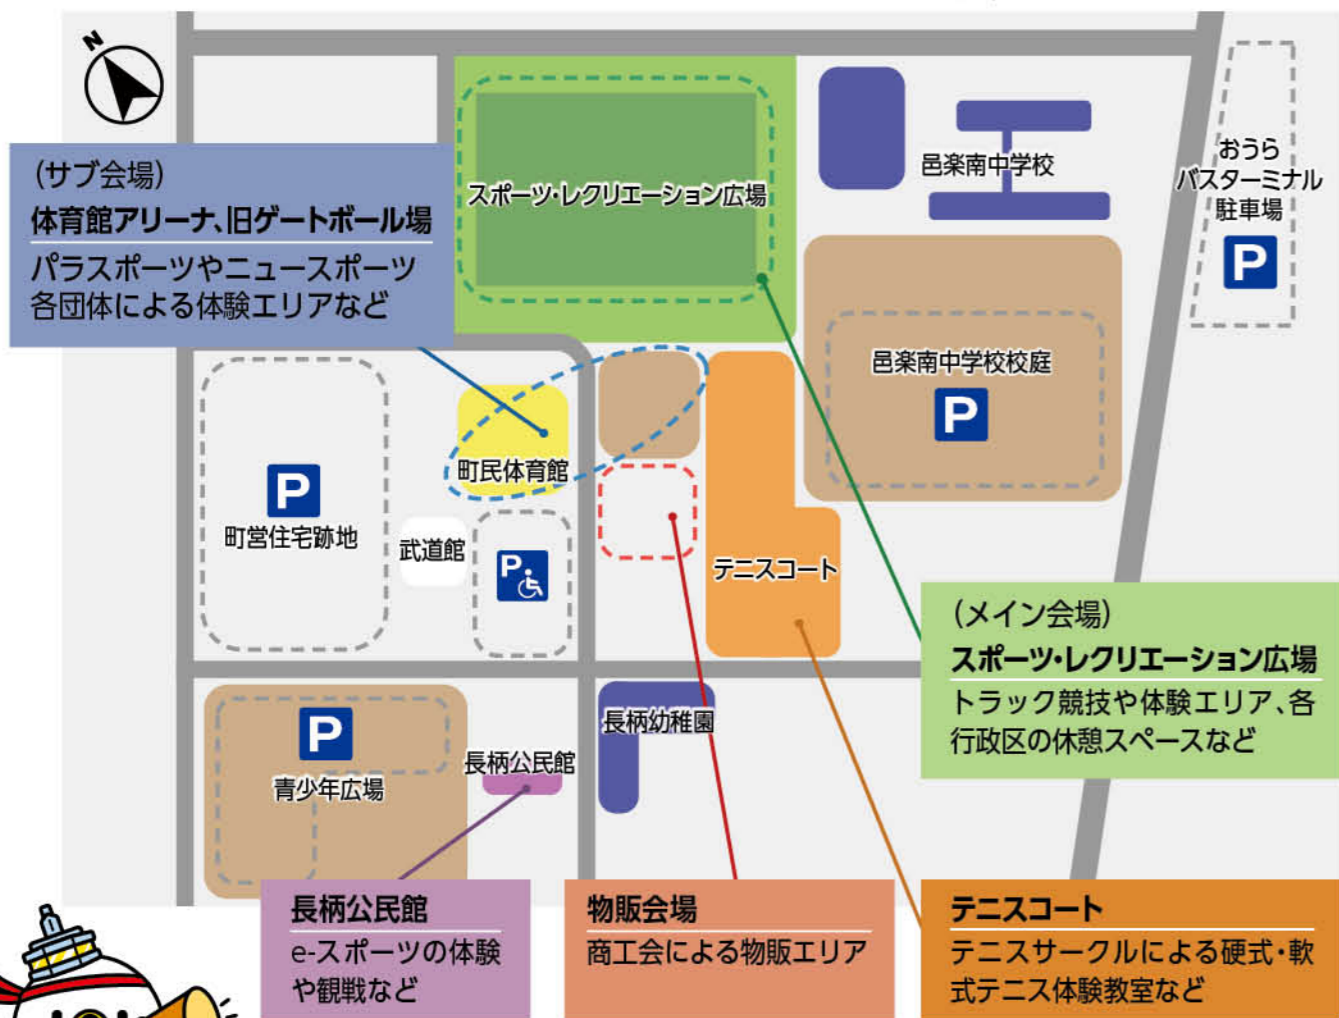 N
(サブ会場)
体育館アリーナ、旧ゲートボール場
パラスポーツやニュースポーツ
各団体による体験エリアなど
スポーツ・レクリエーション広場
邑楽南中学校
おうら
バスターミナル
駐車場
P
邑楽南中学校校庭
P
町民体育館
P
町営住宅跡地
武道館
P
テニスコート
(メイン会場)
スポーツ・レクリエーション広場
トラック競技や体験エリア、各
行政区の休憩スペースなど
P
青少年広場
長柄公民館
長柄幼稚園
長柄公民館
e-スポーツの体験
や観戦など
物販会場
商工会による物販エリア
テニスコート
テニスサークルによる硬式・軟
式テニス体験教室など